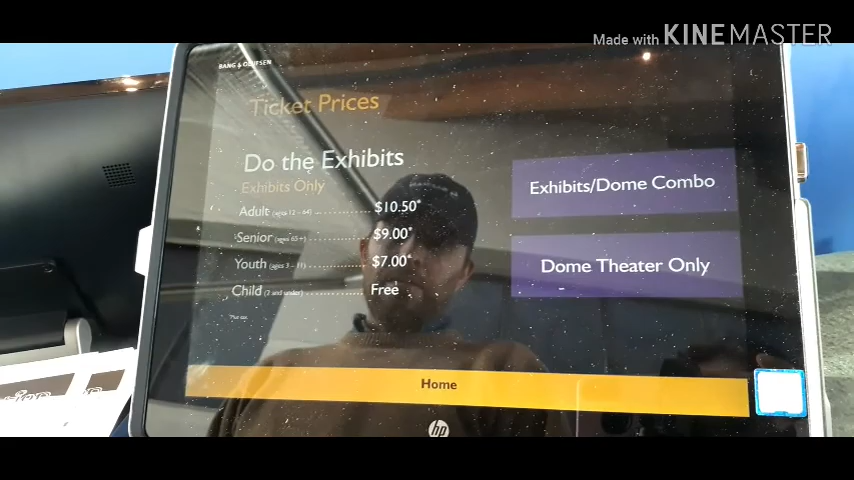 Made with KINEMASTER
BANG & OLUFSEN
Ticket Prices
Do the Exhibits
Exhibits Only
Adult (ages 12 - 64) $10.50*
Senior (ages 65+) $9.00*
Youth (ages 3 - 11) $7.00*
Child (2 and under) Free
*Plus tax
Exhibits/Dome Combo
Dome Theater Only
Home
hp